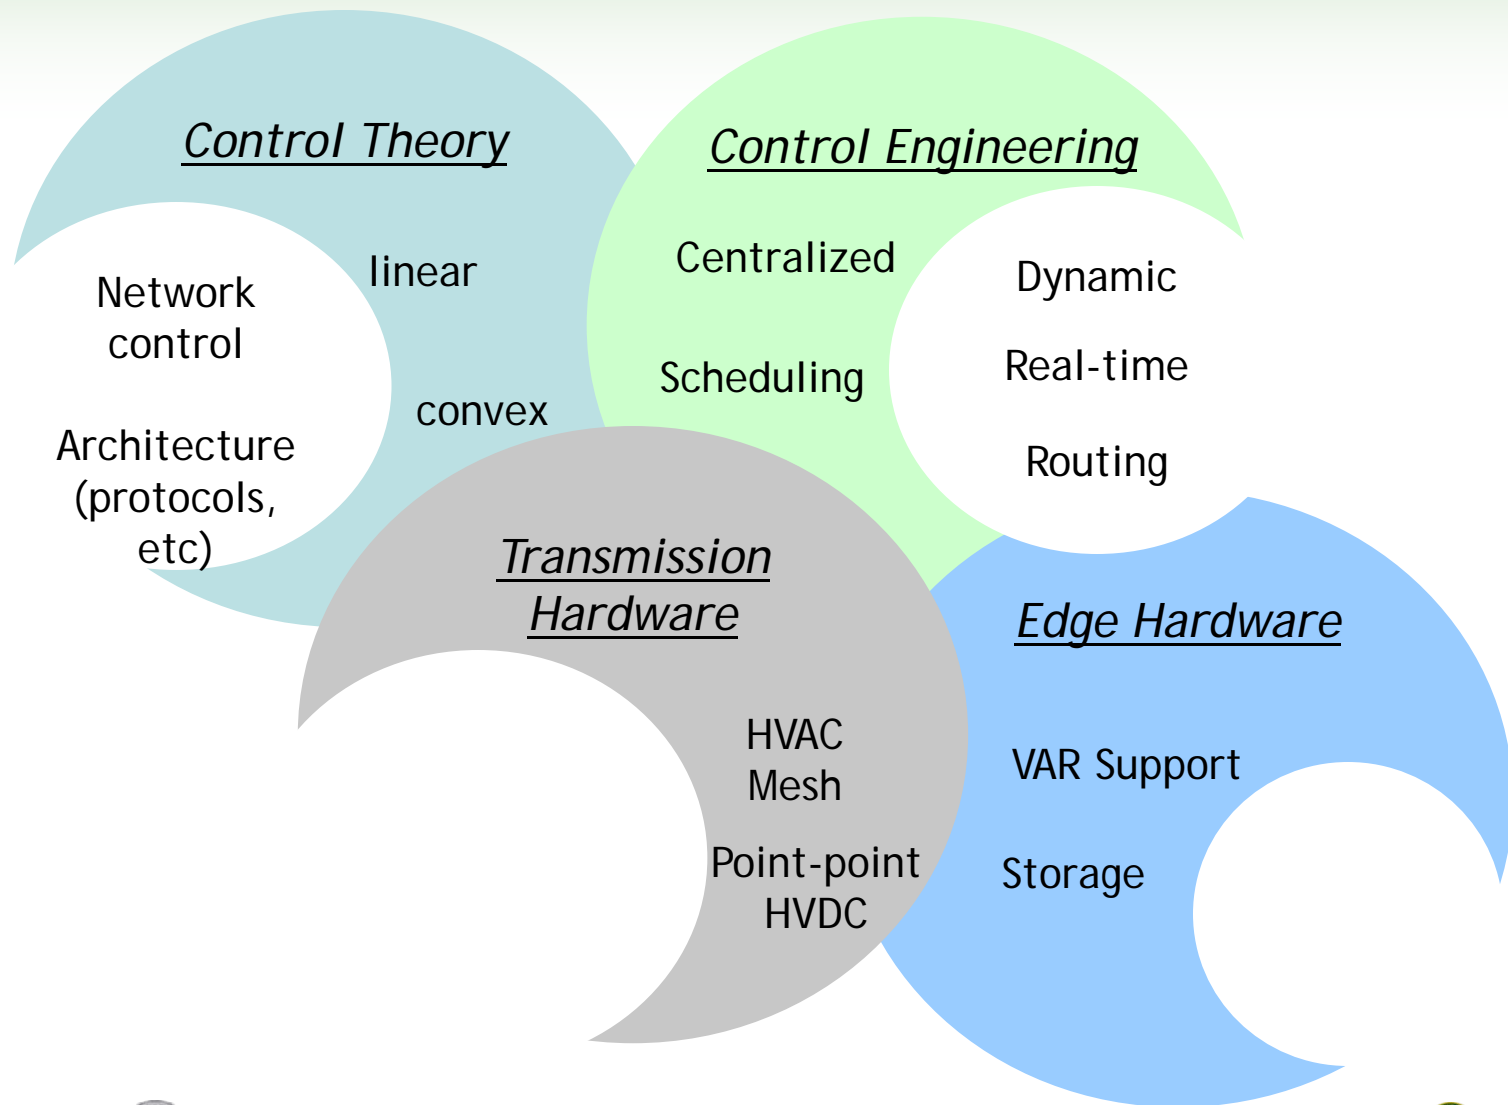 Control Theory
linear
convex
Network
control
Architecture
(protocols,
etc)
Control Engineering
Centralized
Scheduling
Dynamic
Real-time
Routing
Transmission
Hardware
HVAC
Mesh
Point-point
HVDC
Edge Hardware
VAR Support
Storage